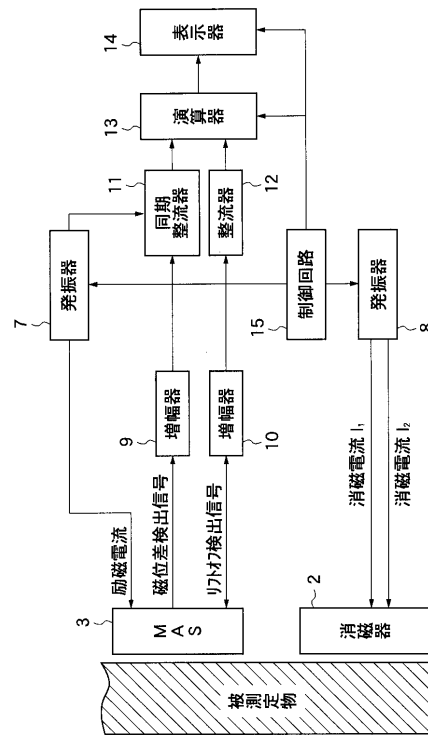 14
表示器
13
演算器
11
同期
整流器
12
整流器
7
発振器
15
制御回路
発振器
8
9
増幅器
増幅器
10
励磁電流
磁位差検出信号
リフトオフ検出信号
消磁電流 I₁
消磁電流 I₂
3
MAS
2
消磁器
被測定物